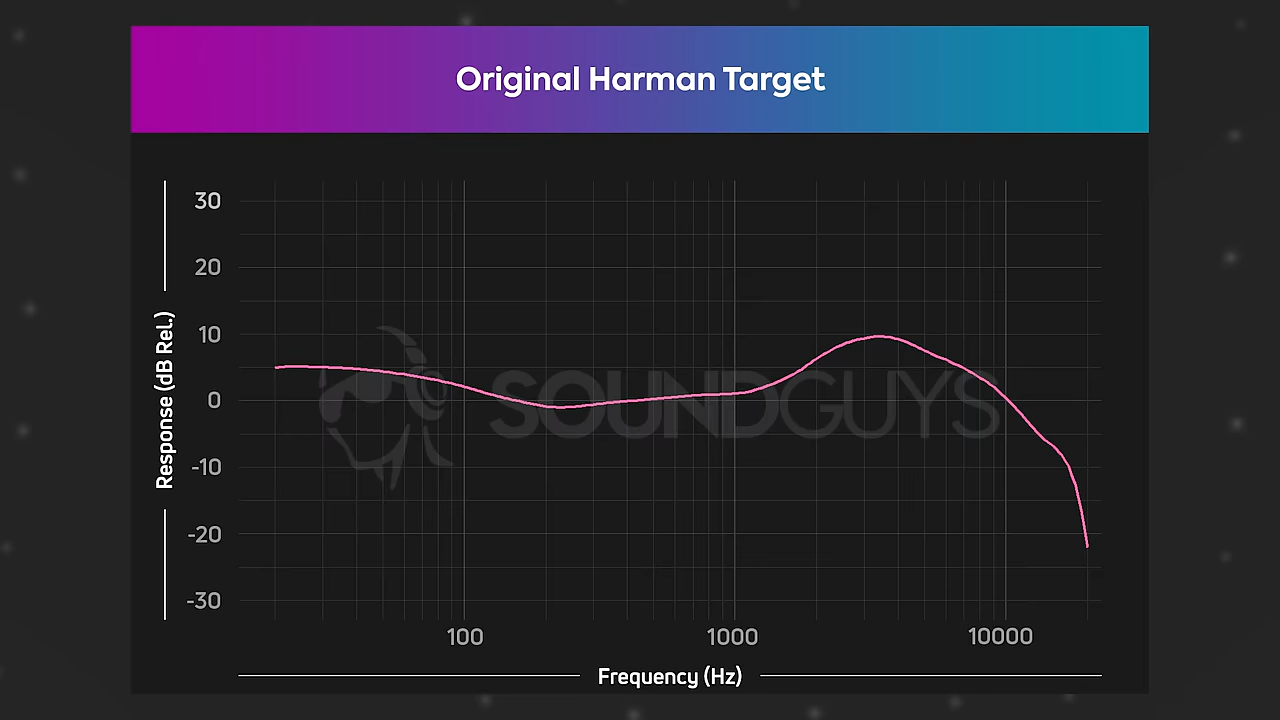 Original Harman Target
30
20
10
0
-10
-20
-30
Response (dB Rel.)
SOUNDGUYS
100 1000 10000
Frequency (Hz)